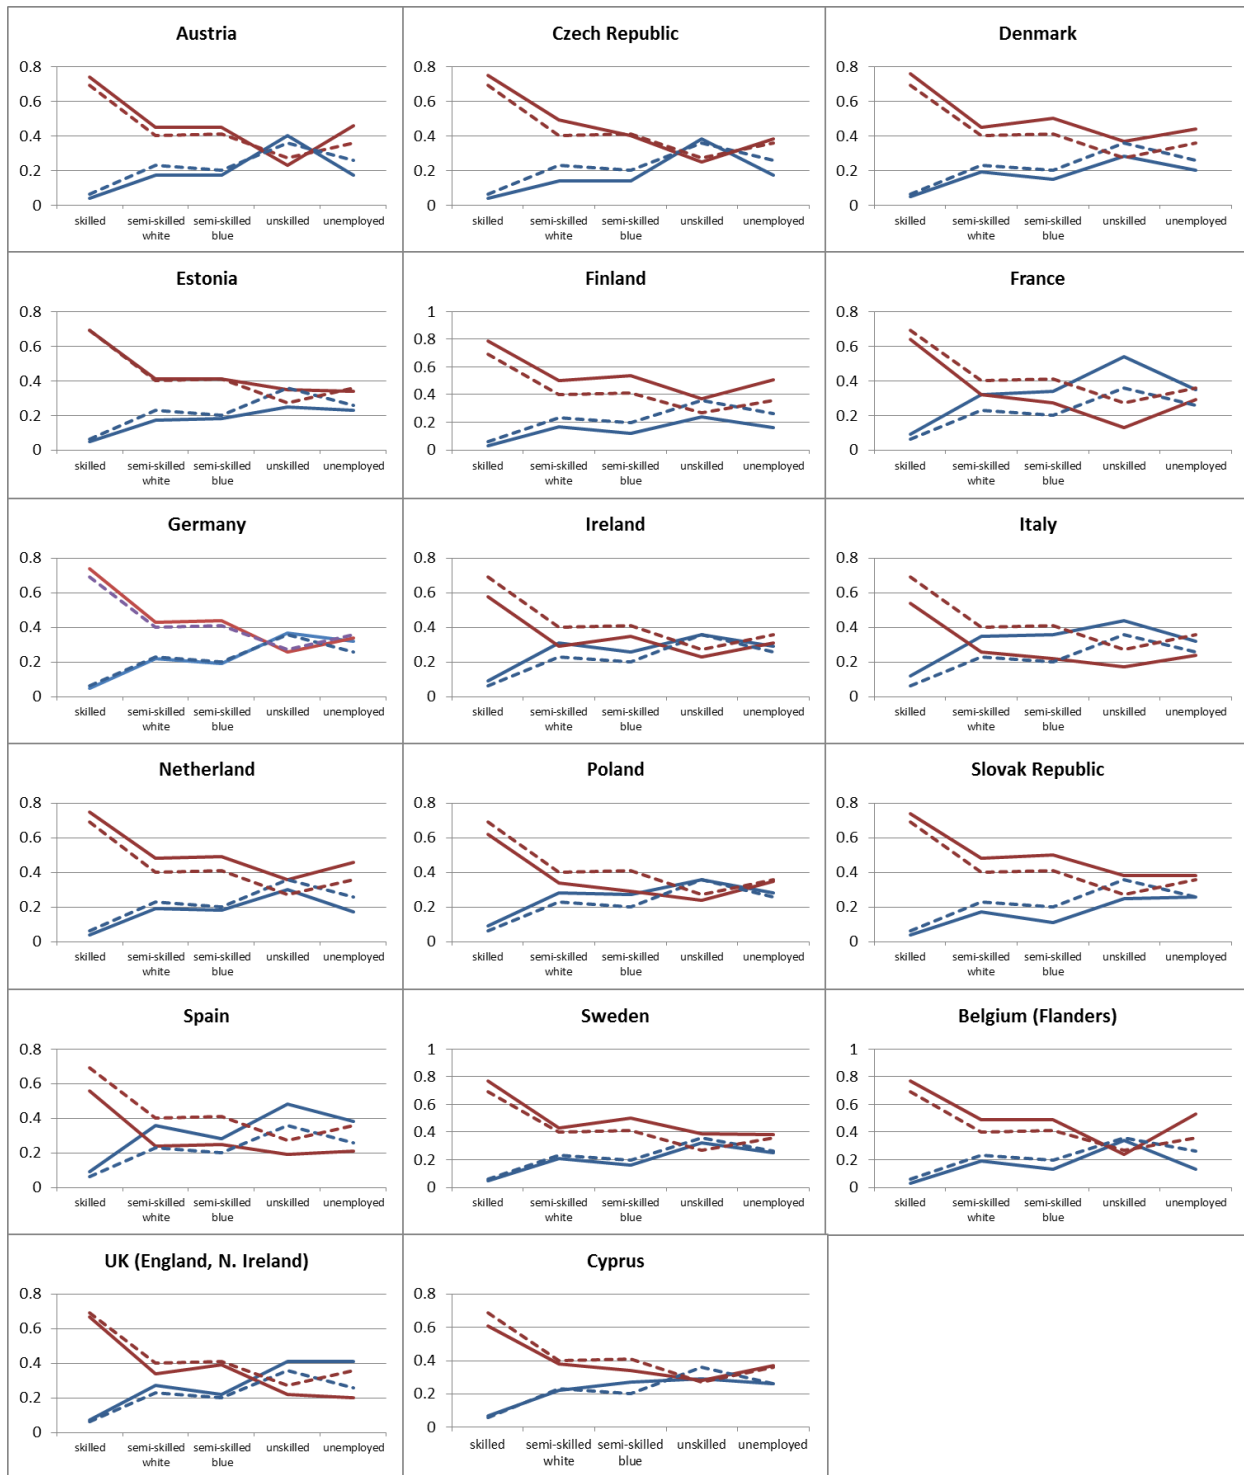 Austria
0.8
0.6
0.4
0.2
0
skilled semi-skilled semi-skilled unskilled unemployed
white blue
Czech Republic
0.8
0.6
0.4
0.2
0
skilled semi-skilled semi-skilled unskilled unemployed
white blue
Denmark
0.8
0.6
0.4
0.2
0
skilled semi-skilled semi-skilled unskilled unemployed
white blue
Estonia
0.8
0.6
0.4
0.2
0
skilled semi-skilled semi-skilled unskilled unemployed
white blue
Finland
1
0.8
0.6
0.4
0.2
0
skilled semi-skilled semi-skilled unskilled unemployed
white blue
France
0.8
0.6
0.4
0.2
0
skilled semi-skilled semi-skilled unskilled unemployed
white blue
Germany
0.8
0.6
0.4
0.2
0
skilled semi-skilled semi-skilled unskilled unemployed
white blue
Ireland
0.8
0.6
0.4
0.2
0
skilled semi-skilled semi-skilled unskilled unemployed
white blue
Italy
0.8
0.6
0.4
0.2
0
skilled semi-skilled semi-skilled unskilled unemployed
white blue
Netherland
0.8
0.6
0.4
0.2
0
skilled semi-skilled semi-skilled unskilled unemployed
white blue
Poland
0.8
0.6
0.4
0.2
0
skilled semi-skilled semi-skilled unskilled unemployed
white blue
Slovak Republic
0.8
0.6
0.4
0.2
0
skilled semi-skilled semi-skilled unskilled unemployed
white blue
Spain
0.8
0.6
0.4
0.2
0
skilled semi-skilled semi-skilled unskilled unemployed
white blue
Sweden
1
0.8
0.6
0.4
0.2
0
skilled semi-skilled semi-skilled unskilled unemployed
white blue
Belgium (Flanders)
1
0.8
0.6
0.4
0.2
0
skilled semi-skilled semi-skilled unskilled unemployed
white blue
UK (England, N. Ireland)
0.8
0.6
0.4
0.2
0
skilled semi-skilled semi-skilled unskilled unemployed
white blue
Cyprus
0.8
0.6
0.4
0.2
0
skilled semi-skilled semi-skilled unskilled unemployed
white blue